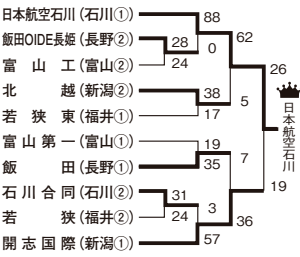 日本航空石川(石川①)
飯田OIDE長姫(長野②)
富山工(富山②)
北越(新潟②)
若狭東(福井①)
富山第一(富山①)
飯田(長野①)
石川合同(石川②)
若狭(福井②)
開志国際(新潟①)
88
0
28
24
62
38
17
5
26
19
35
7
19
31
24
3
36
57
日本航空石川